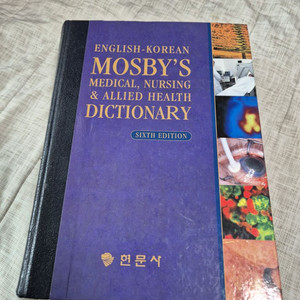 ENGLISH-KOREAN
MOSBY'S
MEDICAL, NURSING
& ALLIED HEALTH
DICTIONARY
SIXTH EDITION
현문사